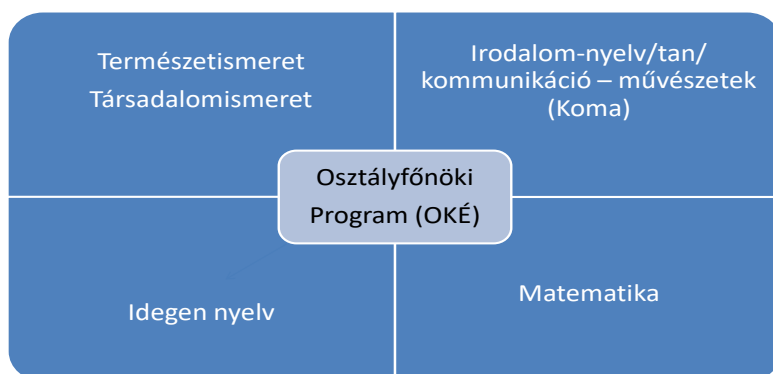 Természetismeret
Társadalomismeret
Irodalom-nyelv/tan/
kommunikáció – művészetek
(Koma)
Osztályfőnöki
Program (OKÉ)
Idegen nyelv
Matematika